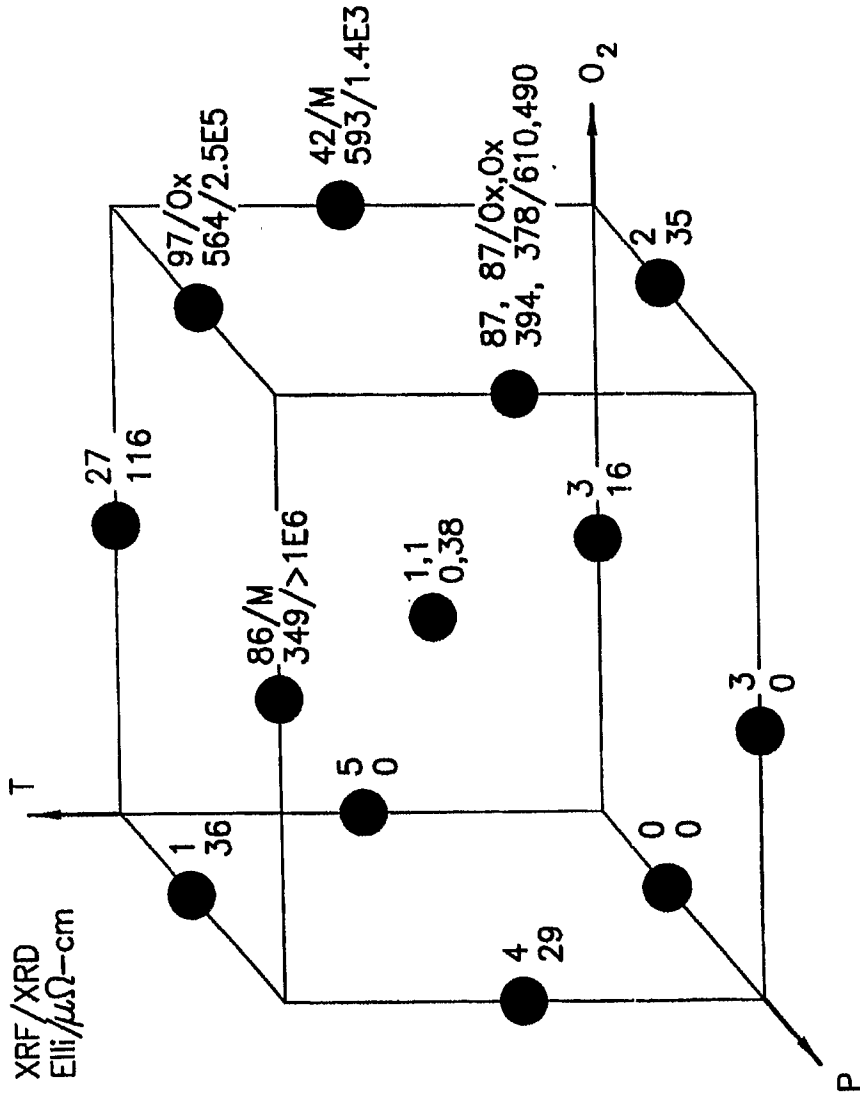 XRF/XRD
Elli/μΩ-cm
T
27
116
1
36
97/Ox
564/2.5E5
86/M
349/>1E6
42/M
593/1.4E3
5
0
1,1
0,38
87, 87/Ox,Ox
394, 378/610,490
4
29
3
16
O₂
0
0
2
35
3
0
P